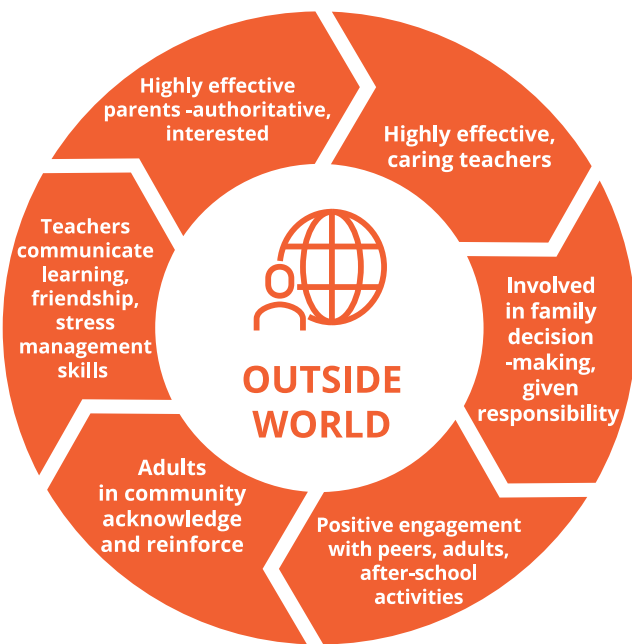 Highly effective
parents -authoritative,
interested
Highly effective,
caring teachers
Involved
in family
decision
-making,
given
responsibility
Positive engagement
with peers, adults,
after-school
activities
Adults
in community
acknowledge
and reinforce
Teachers
communicate
learning,
friendship,
stress
management
skills
OUTSIDE
WORLD